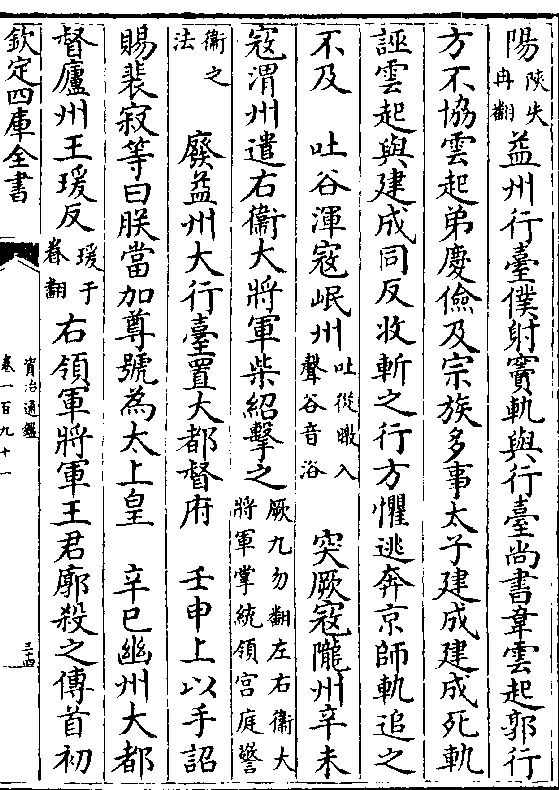 陽陜失冉翻益州行臺僕射竇軌與行臺尚書韋雲起郭行
方不協雲起弟慶儉及宗族多事太子建成建成死軌
誣雲起與建成同反收斬之行方懼逃奔京師軌追之
不及　吐谷渾寇岷州吐從暾入聲谷音浴　突厥寇隴州辛未
寇渭州遣右衞大將軍柴紹擊之厥九勿翻左右衞大將軍掌統領宫庭警
衞之法　廢益州大行臺置大都督府　壬申上以手詔
賜裴寂等曰朕當加尊號為太上皇　辛巳幽州大都
督廬州王瑗反瑗于眷翻右領軍將軍王君廓殺之傳首初
欽定四庫全書
資治通鑑
卷一百九十一
三十四